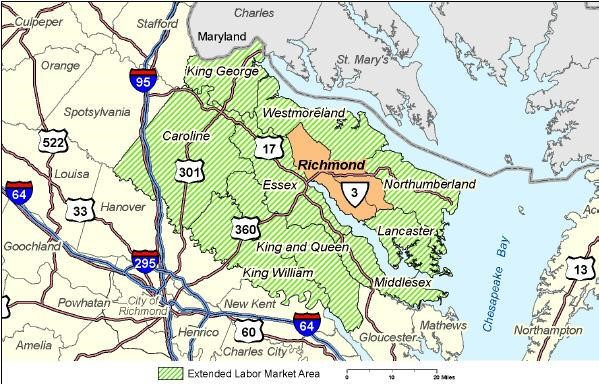 Culpeper
Stafford
Charles
Maryland
Orange
King George
St. Mary's
95
Spotsylvania
Westmoreland
Caroline
522
17
Richmond
Louisa
301
Essex
3
Northumberland
64
33
Hanover
360
Lancaster
Goochland
King and Queen
295
King William
Middlesex
Chesapeake Bay
13
Powhatan
City of
Richmond
New Kent
60
64
Henrico
Gloucester
Mathews
Northampton
Amelia
Charles City
Extended Labor Market Area
0 10 20 Miles